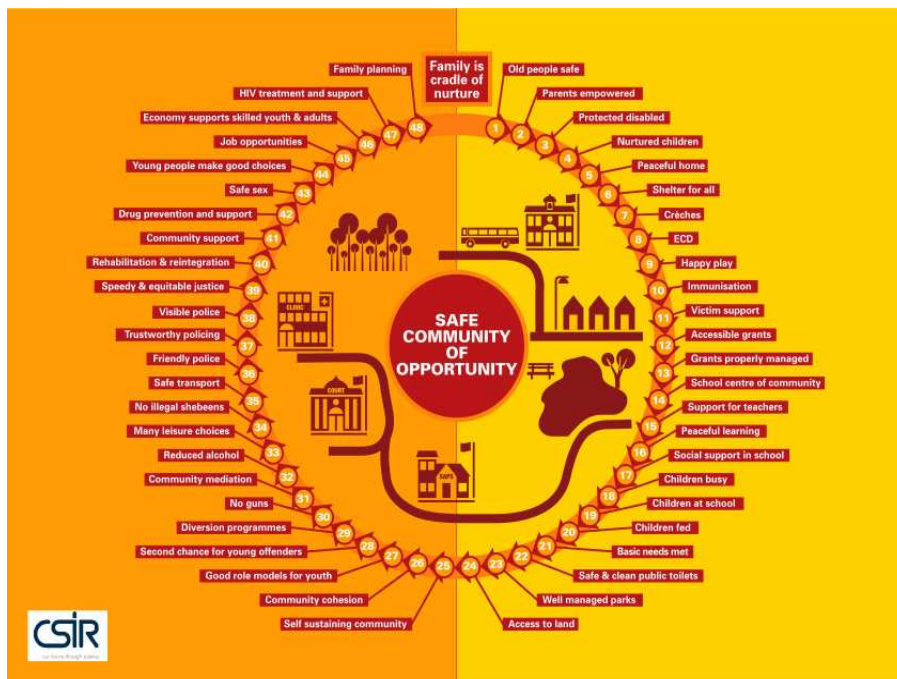 Family is
cradle of
nurture
Old people safe
Parents empowered
Protected disabled
Nurtured children
Peaceful home
Shelter for all
Crèches
ECD
Happy play
Immunisation
Victim support
Accessible grants
Grants properly managed
School centre of community
Support for teachers
Peaceful learning
Social support in school
Children busy
Children at school
Children fed
Basic needs met
Safe & clean public toilets
Well managed parks
Access to land
Self sustaining community
Community cohesion
Good role models for youth
Second chance for young offenders
Diversion programmes
No guns
Community mediation
Reduced alcohol
Many leisure choices
No illegal shebeens
Safe transport
Friendly police
Trustworthy policing
Visible police
Speedy & equitable justice
Rehabilitation & reintegration
Community support
Drug prevention and support
Safe sex
Young people make good choices
Job opportunities
Economy supports skilled youth & adults
HIV treatment and support
Family planning
1
2
3
4
5
6
7
8
9
10
11
12
13
14
15
16
17
18
19
20
21
22
23
24
25
26
27
28
29
30
31
32
33
34
35
36
37
38
39
40
41
42
43
44
45
46
47
48
SAFE
COMMUNITY
OF
OPPORTUNITY
CLINIC
COURT
SAPS
CSIR